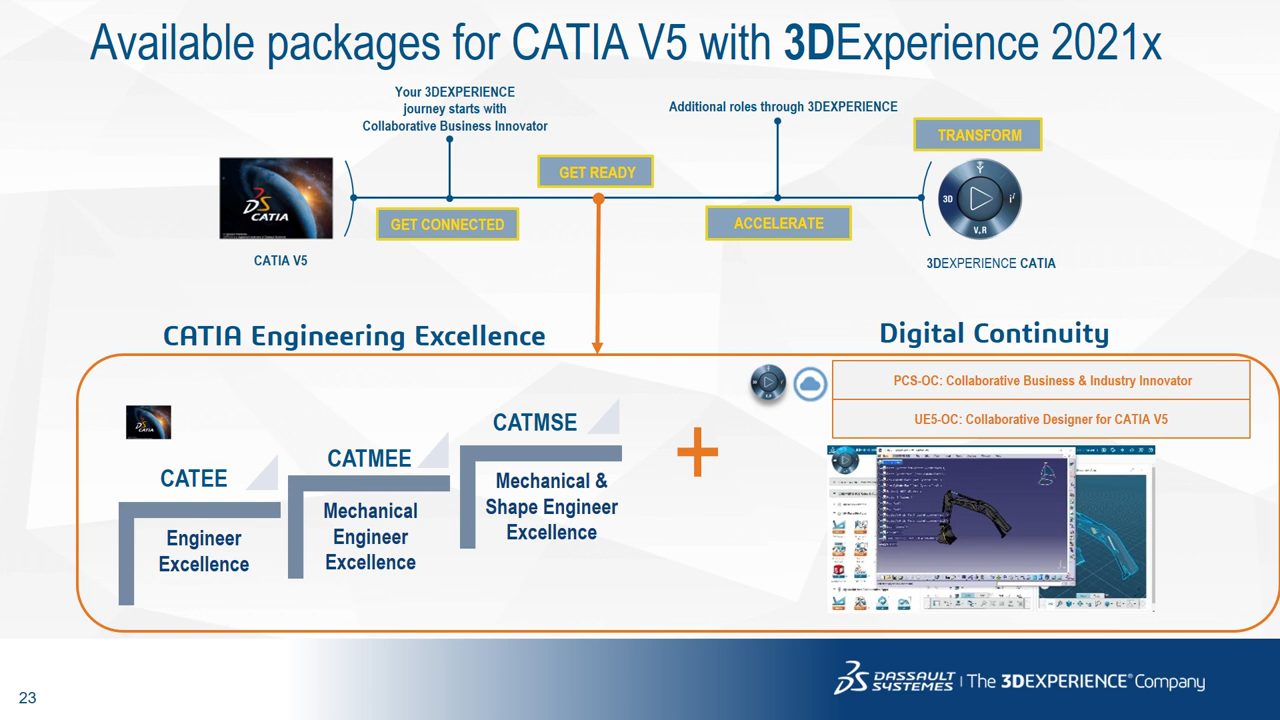 Available packages for CATIA V5 with 3DExperience 2021x
Your 3DEXPERIENCE
journey starts with
Collaborative Business Innovator
Additional roles through 3DEXPERIENCE
TRANSFORM
GET READY
CATIA
3D
V,R
GET CONNECTED
ACCELERATE
CATIA V5
3DEXPERIENCE CATIA
CATIA Engineering Excellence
Digital Continuity
PCS-OC: Collaborative Business & Industry Innovator
UE5-OC: Collaborative Designer for CATIA V5
CATMSE
CATMEE
CATEE
Mechanical &
Shape Engineer
Excellence
Mechanical
Engineer
Excellence
Engineer
Excellence
DASSAULT
SYSTEMES
The 3DEXPERIENCE® Company
23